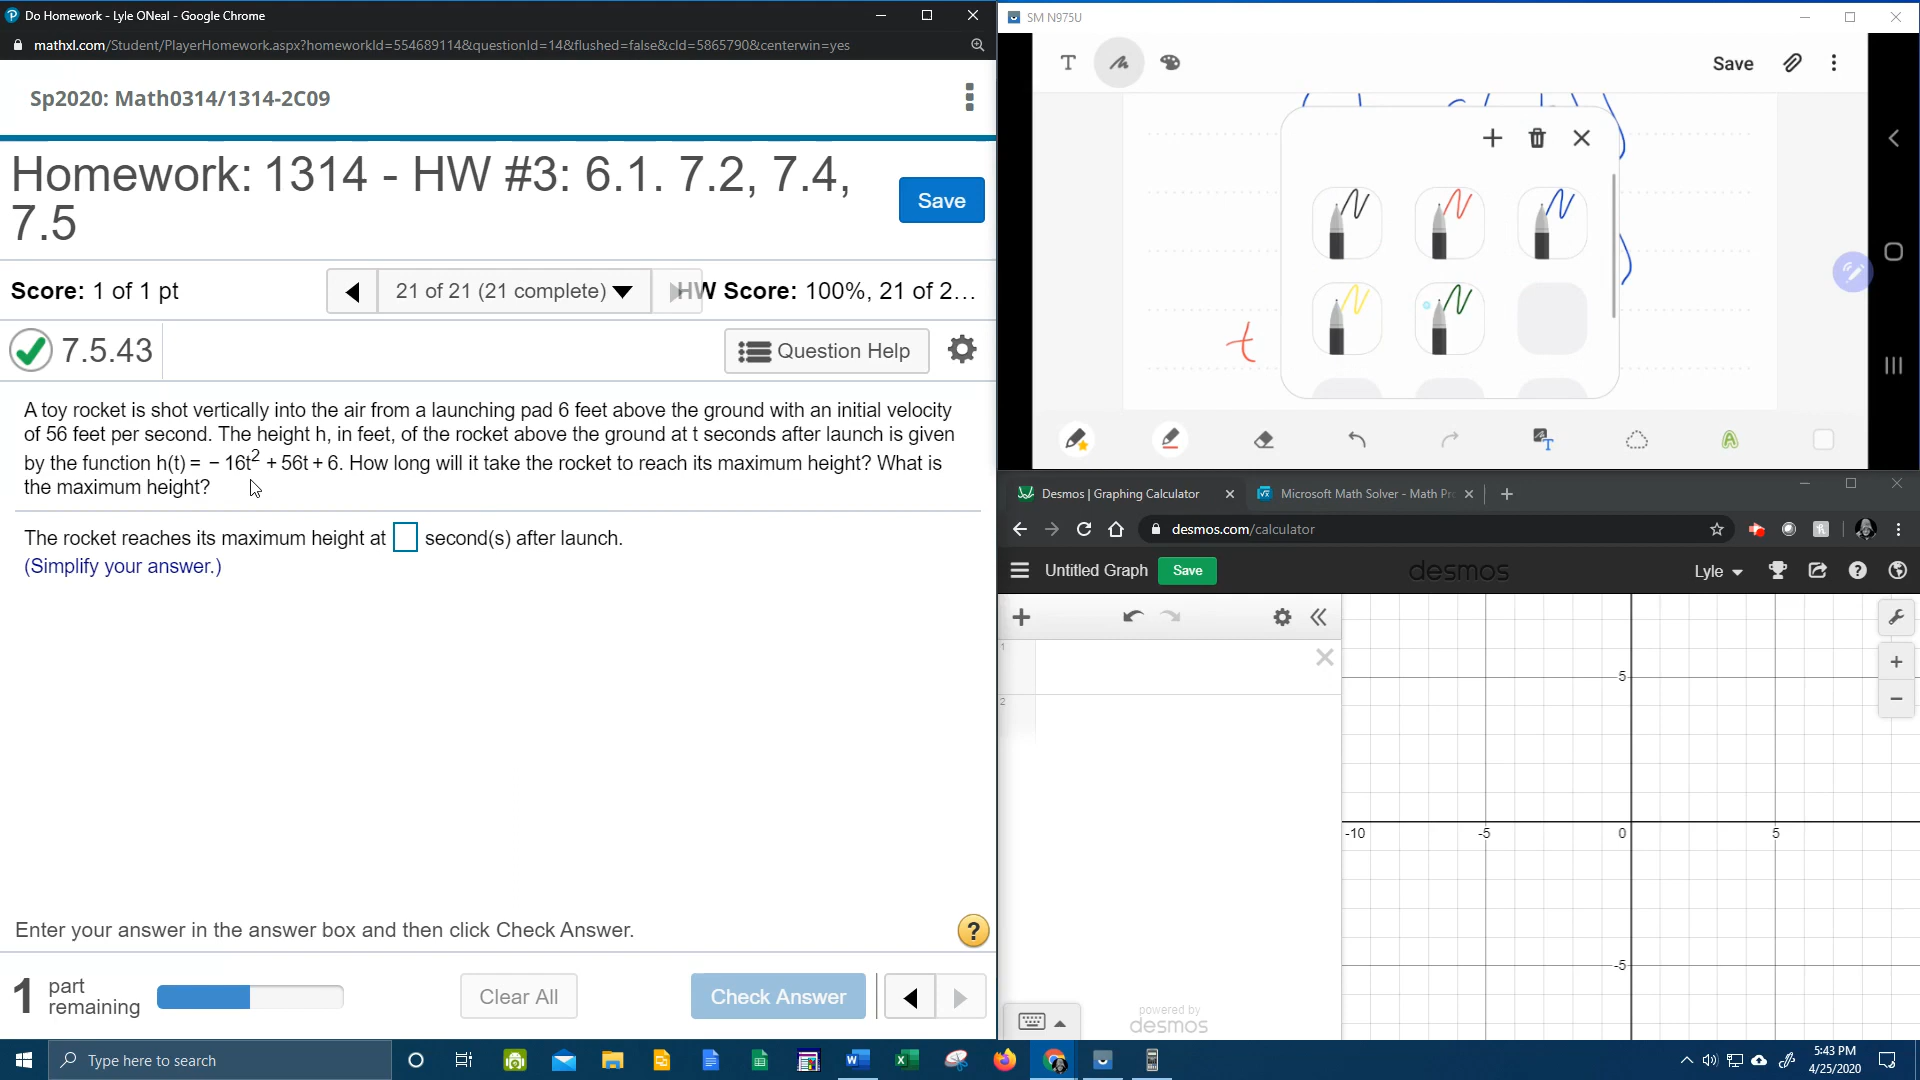 Do Homework - Lyle ONeal - Google Chrome
mathxl.com/Student/PlayerHomework.aspx?homeworkId=554689114&questionId=14&flushed=false&cId=5865790&centerwin=yes
Sp2020: Math0314/1314-2C09
Homework: 1314 - HW #3: 6.1. 7.2, 7.4,
7.5
Save
Score: 1 of 1 pt
21 of 21 (21 complete)
HW Score: 100%, 21 of 2...
7.5.43
Question Help
A toy rocket is shot vertically into the air from a launching pad 6 feet above the ground with an initial velocity
of 56 feet per second. The height h, in feet, of the rocket above the ground at t seconds after launch is given
by the function h(t) = − 16t² + 56t + 6. How long will it take the rocket to reach its maximum height? What is
the maximum height?
The rocket reaches its maximum height at second(s) after launch.
(Simplify your answer.)
Enter your answer in the answer box and then click Check Answer.
?
1 part
remaining
Clear All
Check Answer
SM N975U
T
Save
t
Desmos | Graphing Calculator
Microsoft Math Solver - Math Pr
desmos.com/calculator
Untitled Graph
Save
desmos
Lyle
1
2
5
-10
-5
0
5
-5
powered by
desmos
Type here to search
5:43 PM
4/25/2020